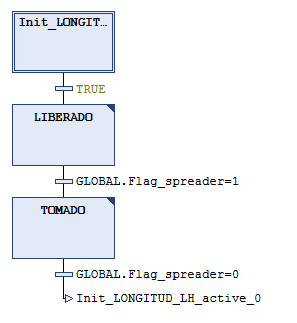 Init_LONGIT...
TRUE
LIBERADO
GLOBAL.Flag_spreader=1
TOMADO
GLOBAL.Flag_spreader=0
Init_LONGITUD_LH_active_0